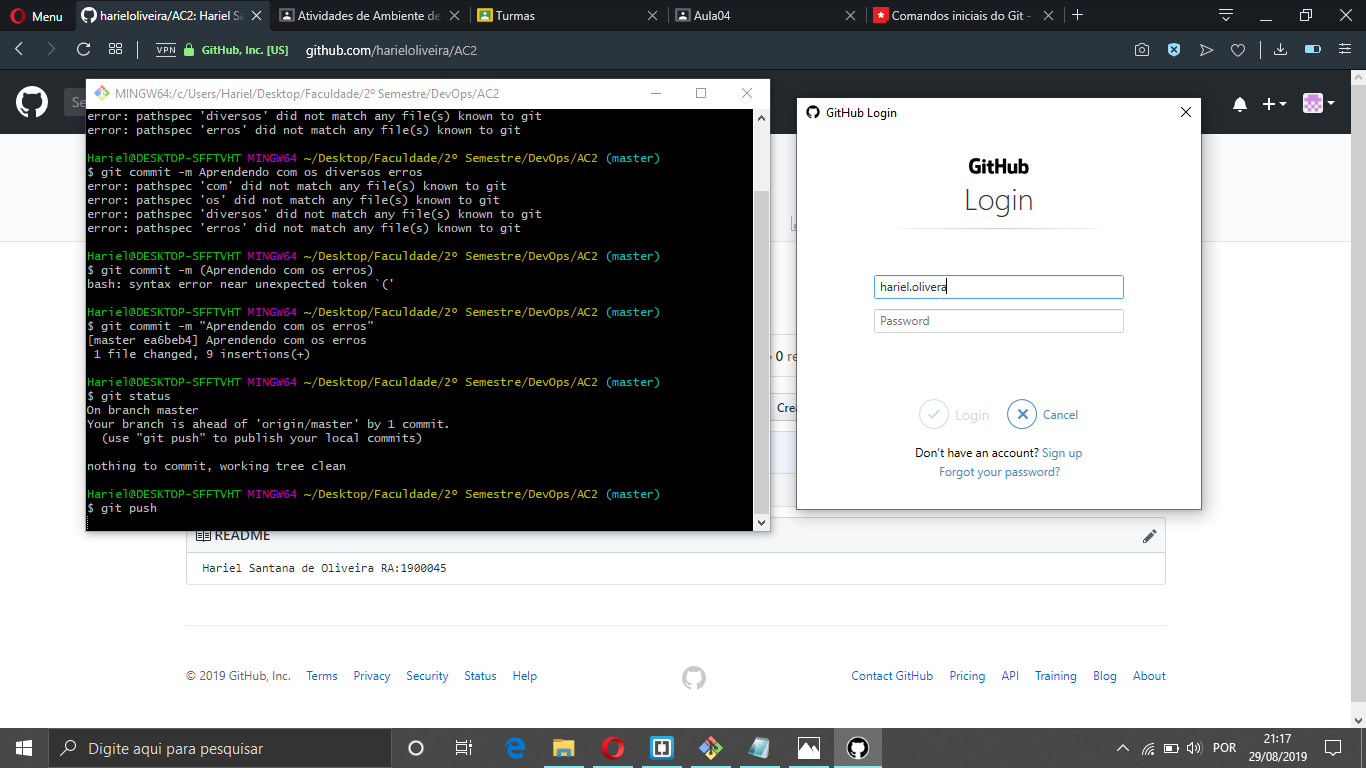 Menu
harieloliveira/AC2: Hariel Sa
Atividades de Ambiente de
Turmas
Aula04
Comandos iniciais do Git -
VPN
GitHub, Inc. [US]
github.com/harieloliveira/AC2
MINGW64:/c/Users/Hariel/Desktop/Faculdade/2º Semestre/DevOps/AC2
error: pathspec 'diversos' did not match any file(s) known to git
error: pathspec 'erros' did not match any file(s) known to git
Hariel@DESKTOP-SFFTVHT MINGW64 ~/Desktop/Faculdade/2º Semestre/DevOps/AC2 (master)
$ git commit -m Aprendendo com os diversos erros
error: pathspec 'com' did not match any file(s) known to git
error: pathspec 'os' did not match any file(s) known to git
error: pathspec 'diversos' did not match any file(s) known to git
error: pathspec 'erros' did not match any file(s) known to git
Hariel@DESKTOP-SFFTVHT MINGW64 ~/Desktop/Faculdade/2º Semestre/DevOps/AC2 (master)
$ git commit -m (Aprendendo com os erros)
bash: syntax error near unexpected token `('
Hariel@DESKTOP-SFFTVHT MINGW64 ~/Desktop/Faculdade/2º Semestre/DevOps/AC2 (master)
$ git commit -m "Aprendendo com os erros"
[master ea6beb4] Aprendendo com os erros
1 file changed, 9 insertions(+)
Hariel@DESKTOP-SFFTVHT MINGW64 ~/Desktop/Faculdade/2º Semestre/DevOps/AC2 (master)
$ git status
On branch master
Your branch is ahead of 'origin/master' by 1 commit.
(use "git push" to publish your local commits)
nothing to commit, working tree clean
Hariel@DESKTOP-SFFTVHT MINGW64 ~/Desktop/Faculdade/2º Semestre/DevOps/AC2 (master)
$ git push
GitHub Login
GitHub
Login
hariel.olivera
Password
Login
Cancel
Don't have an account? Sign up
Forgot your password?
0 re
Crea
README
Hariel Santana de Oliveira RA:1900045
© 2019 GitHub, Inc.
Terms
Privacy
Security
Status
Help
Contact GitHub
Pricing
API
Training
Blog
About
Digite aqui para pesquisar
POR
21:17
29/08/2019